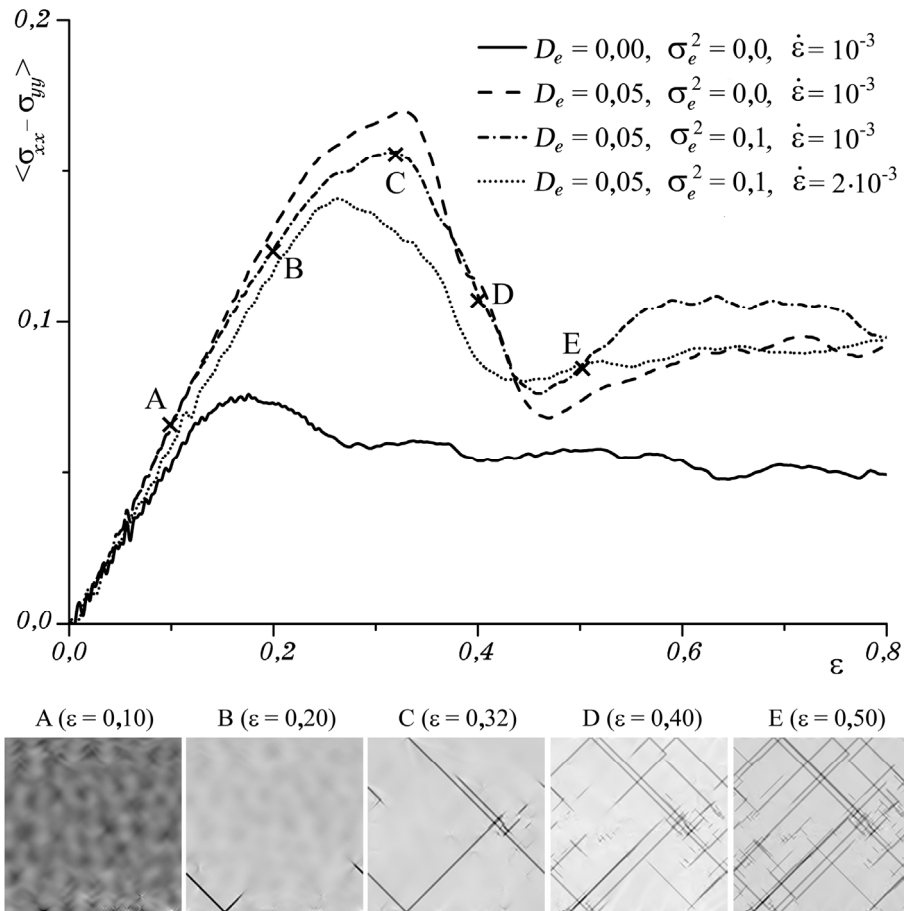 0,2
<σxx – σyy>
De = 0,00, σe² = 0,0, ε̇ = 10⁻³
De = 0,05, σe² = 0,0, ε̇ = 10⁻³
De = 0,05, σe² = 0,1, ε̇ = 10⁻³
De = 0,05, σe² = 0,1, ε̇ = 2·10⁻³
C
B
D
0,1
E
A
0,0
0,0 0,2 0,4 0,6 0,8
ε
A (ε = 0,10) B (ε = 0,20) C (ε = 0,32) D (ε = 0,40) E (ε = 0,50)